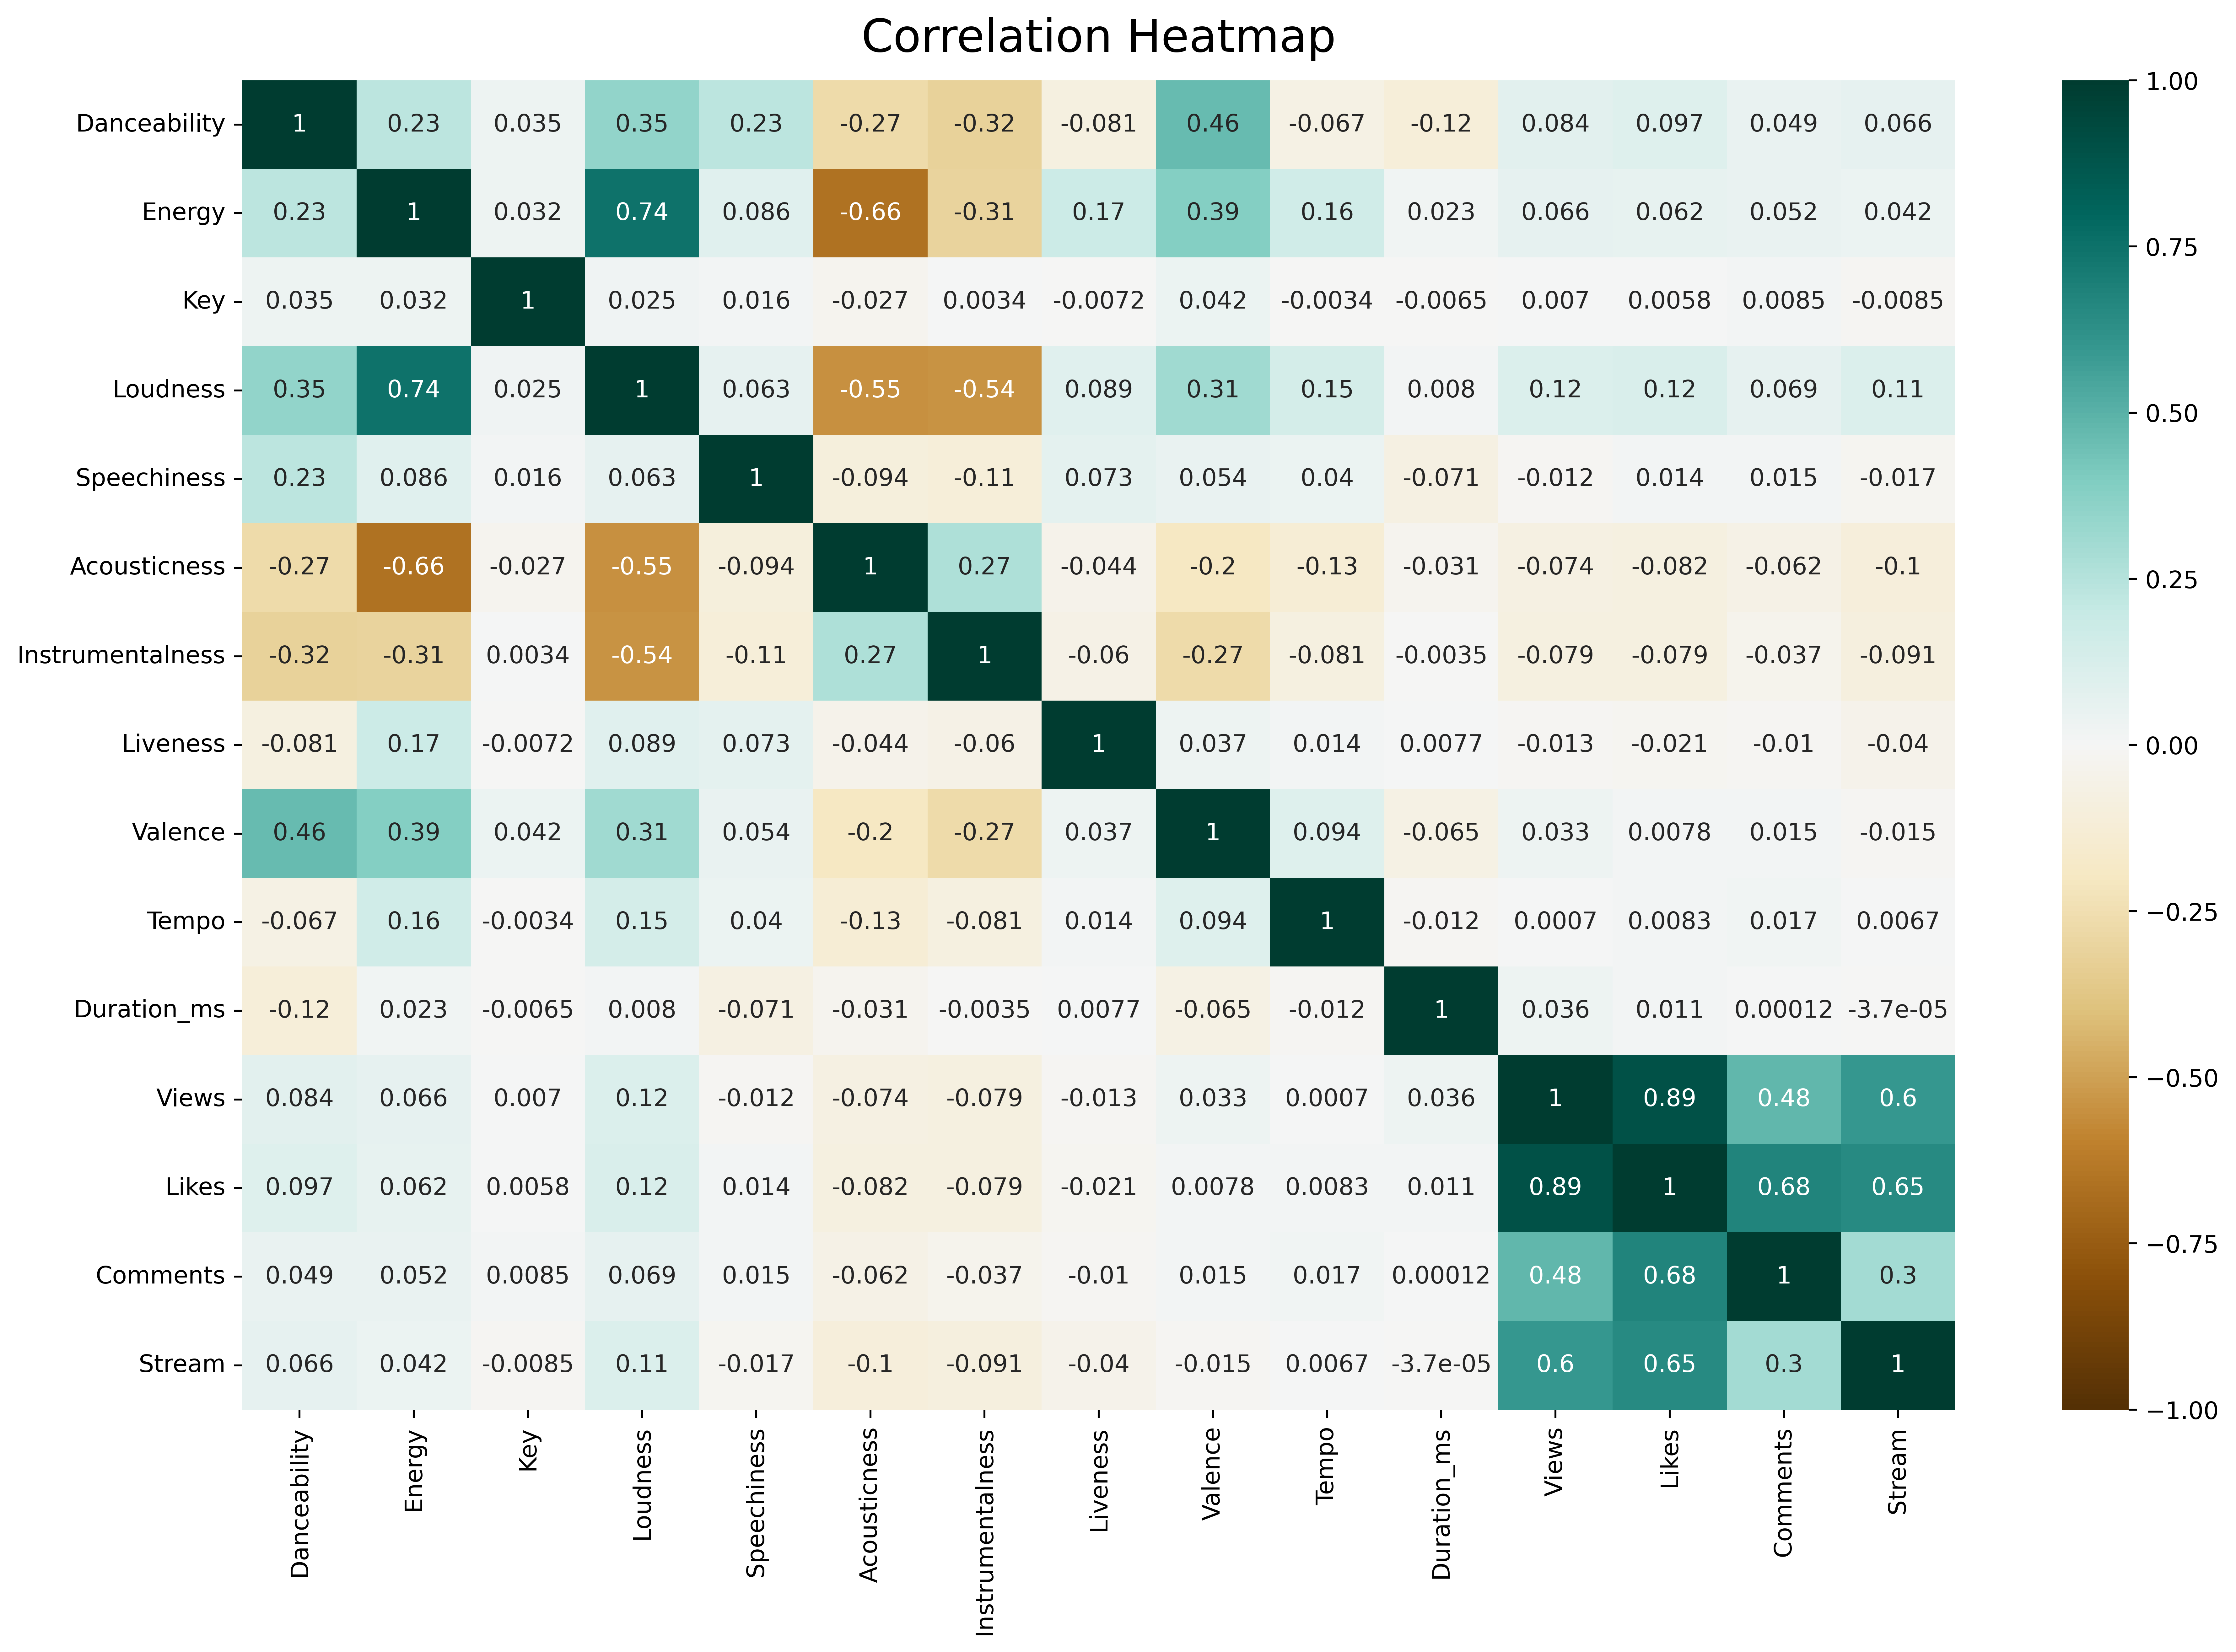 Correlation Heatmap
Danceability 1 0.23 0.035 0.35 0.23 -0.27 -0.32 -0.081 0.46 -0.067 -0.12 0.084 0.097 0.049 0.066
Energy 0.23 1 0.032 0.74 0.086 -0.66 -0.31 0.17 0.39 0.16 0.023 0.066 0.062 0.052 0.042
Key 0.035 0.032 1 0.025 0.016 -0.027 0.0034 -0.0072 0.042 -0.0034 -0.0065 0.007 0.0058 0.0085 -0.0085
Loudness 0.35 0.74 0.025 1 0.063 -0.55 -0.54 0.089 0.31 0.15 0.008 0.12 0.12 0.069 0.11
Speechiness 0.23 0.086 0.016 0.063 1 -0.094 -0.11 0.073 0.054 0.04 -0.071 -0.012 0.014 0.015 -0.017
Acousticness -0.27 -0.66 -0.027 -0.55 -0.094 1 0.27 -0.044 -0.2 -0.13 -0.031 -0.074 -0.082 -0.062 -0.1
Instrumentalness -0.32 -0.31 0.0034 -0.54 -0.11 0.27 1 -0.06 -0.27 -0.081 -0.0035 -0.079 -0.079 -0.037 -0.091
Liveness -0.081 0.17 -0.0072 0.089 0.073 -0.044 -0.06 1 0.037 0.014 0.0077 -0.013 -0.021 -0.01 -0.04
Valence 0.46 0.39 0.042 0.31 0.054 -0.2 -0.27 0.037 1 0.094 -0.065 0.033 0.0078 0.015 -0.015
Tempo -0.067 0.16 -0.0034 0.15 0.04 -0.13 -0.081 0.014 0.094 1 -0.012 0.0007 0.0083 0.017 0.0067
Duration_ms -0.12 0.023 -0.0065 0.008 -0.071 -0.031 -0.0035 0.0077 -0.065 -0.012 1 0.036 0.011 0.00012 -3.7e-05
Views 0.084 0.066 0.007 0.12 -0.012 -0.074 -0.079 -0.013 0.033 0.0007 0.036 1 0.89 0.48 0.6
Likes 0.097 0.062 0.0058 0.12 0.014 -0.082 -0.079 -0.021 0.0078 0.0083 0.011 0.89 1 0.68 0.65
Comments 0.049 0.052 0.0085 0.069 0.015 -0.062 -0.037 -0.01 0.015 0.017 0.00012 0.48 0.68 1 0.3
Stream 0.066 0.042 -0.0085 0.11 -0.017 -0.1 -0.091 -0.04 -0.015 0.0067 -3.7e-05 0.6 0.65 0.3 1
Danceability Energy Key Loudness Speechiness Acousticness Instrumentalness Liveness Valence Tempo Duration_ms Views Likes Comments Stream
1.00
0.75
0.50
0.25
0.00
−0.25
−0.50
−0.75
−1.00